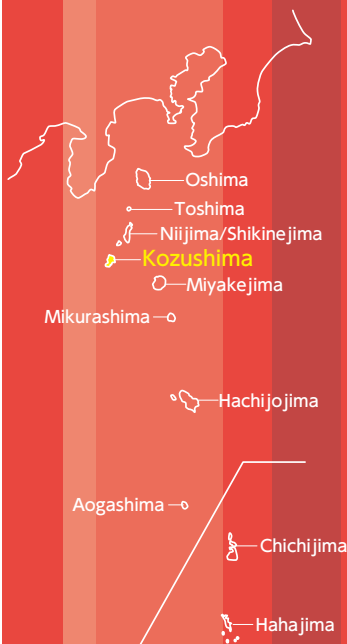 Oshima
Toshima
Niijima/Shikinejima
Kozushima
Miyakejima
Mikurashima
Hachijojima
Aogashima
Chichijima
Hahajima